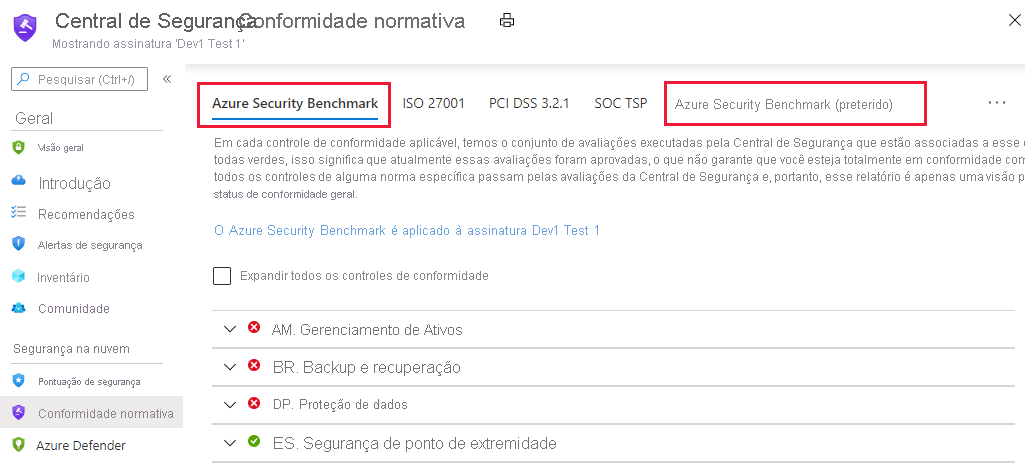 Central de Segurança Conformidade normativa
Mostrando assinatura 'Dev1 Test 1'
Pesquisar (Ctrl+/)
«
Geral
Visão geral
Introdução
Recomendações
Alertas de segurança
Inventário
Comunidade
Segurança na nuvem
Pontuação de segurança
Conformidade normativa
Azure Defender
Azure Security Benchmark ISO 27001 PCI DSS 3.2.1 SOC TSP Azure Security Benchmark (preterido) ...
Em cada controle de conformidade aplicável, temos o conjunto de avaliações executadas pela Central de Segurança que estão associadas a esse
todas verdes, isso significa que atualmente essas avaliações foram aprovadas, o que não garante que você esteja totalmente em conformidade com
todos os controles de alguma norma específica passam pelas avaliações da Central de Segurança e, portanto, esse relatório é apenas uma visão
status de conformidade geral.
O Azure Security Benchmark é aplicado à assinatura Dev1 Test 1
Expandir todos os controles de conformidade
AM. Gerenciamento de Ativos
BR. Backup e recuperação
DP. Proteção de dados
ES. Segurança de ponto de extremidade